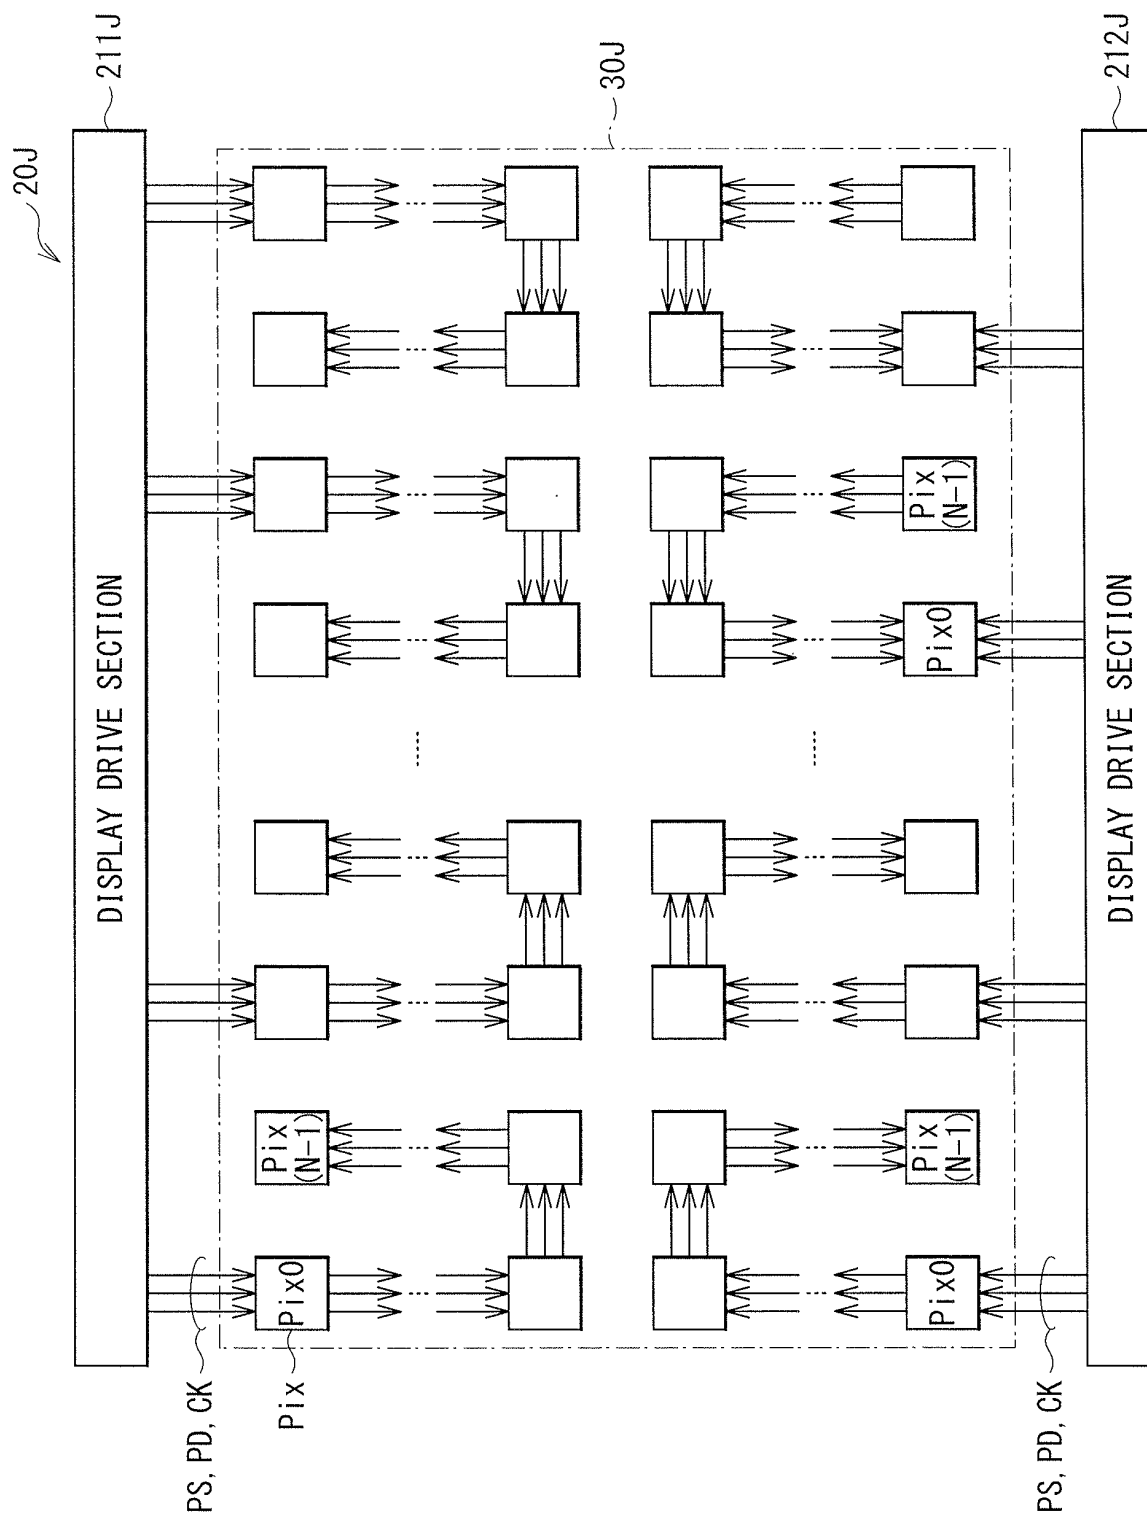 20J
211J
DISPLAY DRIVE SECTION
30J
PS, PD, CK
Pix
Pix0
Pix
(N-1)
Pix0
Pix
(N-1)
Pix0
Pix
(N-1)
PS, PD, CK
DISPLAY DRIVE SECTION
212J